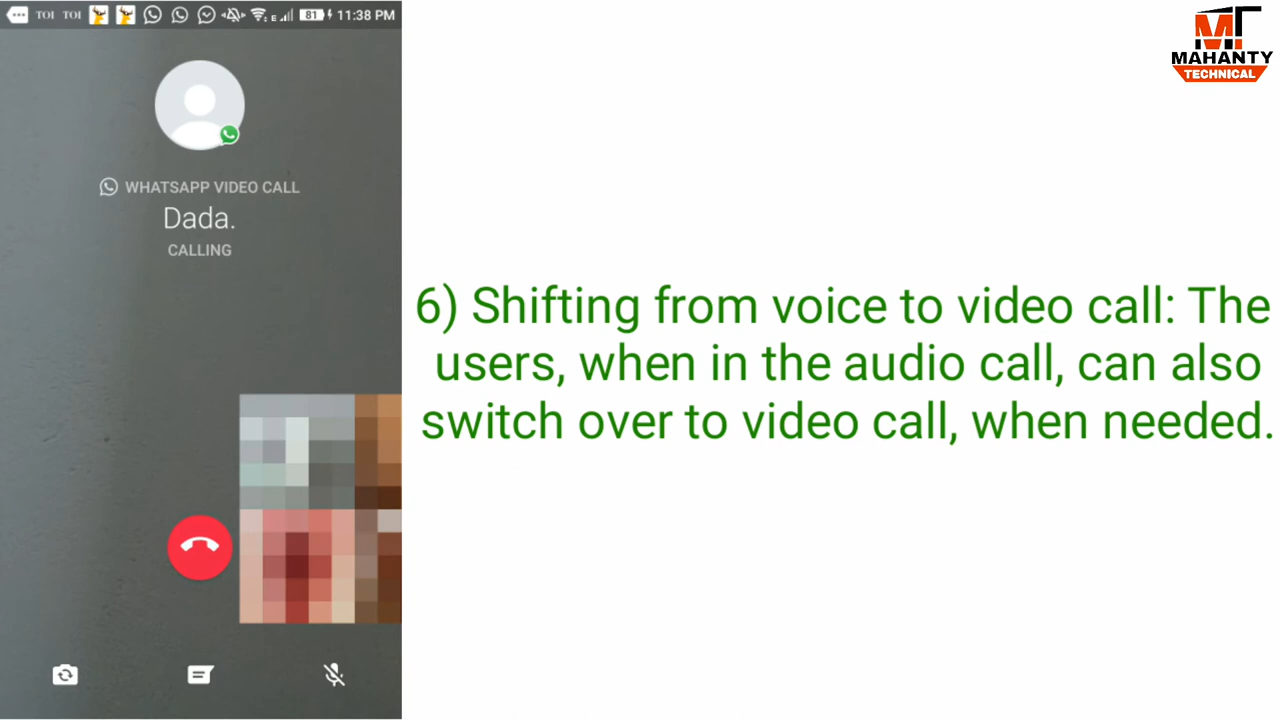 TOI TOI E 81 11:38 PM
WHATSAPP VIDEO CALL
Dada.
CALLING
MT
MAHANTY
TECHNICAL
6) Shifting from voice to video call: The
users, when in the audio call, can also
switch over to video call, when needed.